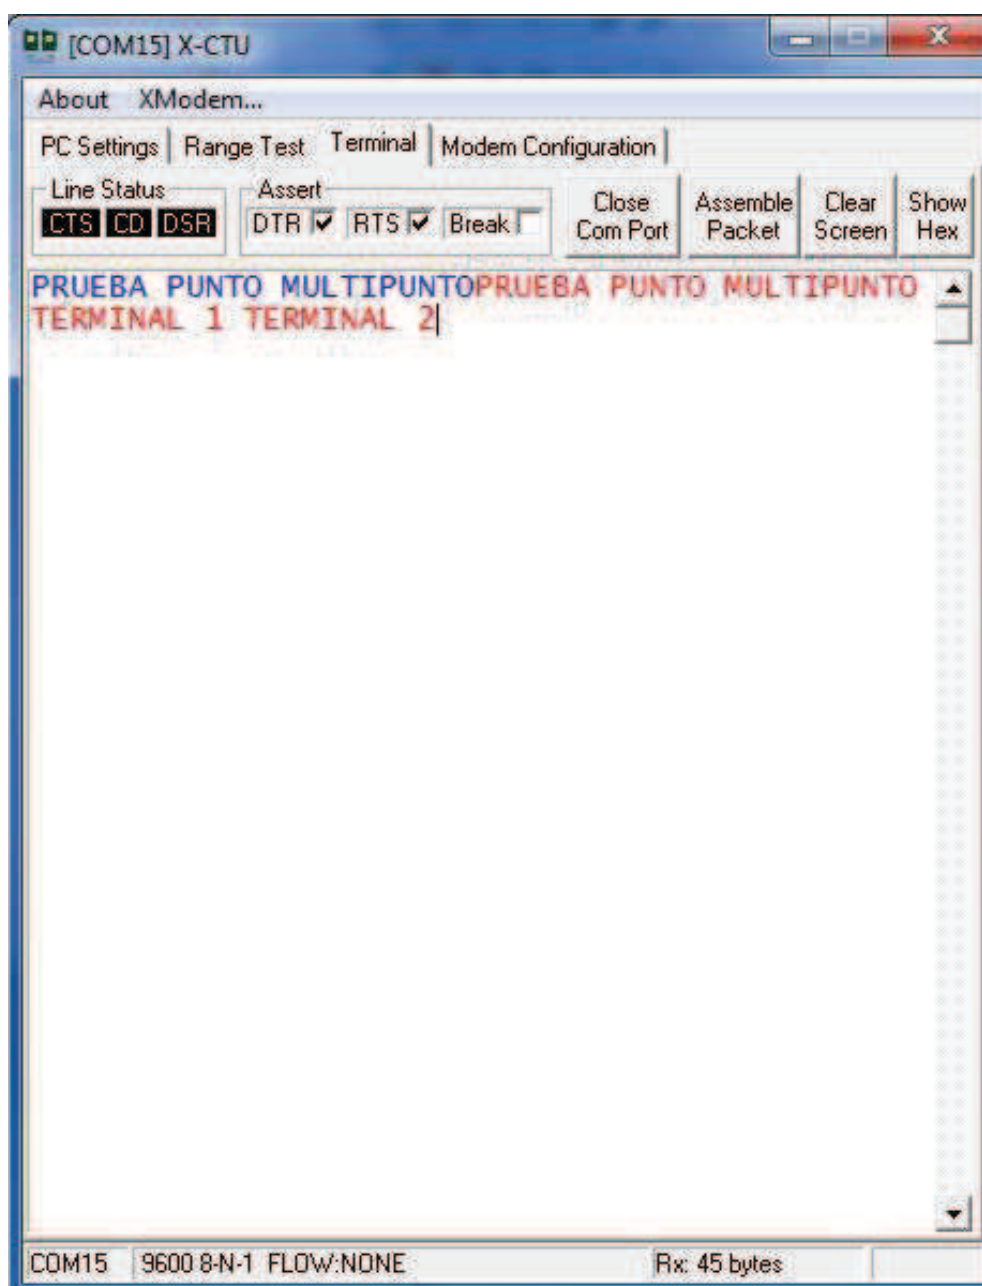 [COM15] X-CTU
About XModem...
PC Settings Range Test Terminal Modem Configuration
Line Status
CTS CD DSR
Assert
DTR RTS Break
Close
Com Port
Assemble
Packet
Clear
Screen
Show
Hex
PRUEBA PUNTO MULTIPUNTOPRUEBA PUNTO MULTIPUNTO
TERMINAL 1 TERMINAL 2
COM15 9600 8-N-1 FLOW:NONE Rx: 45 bytes